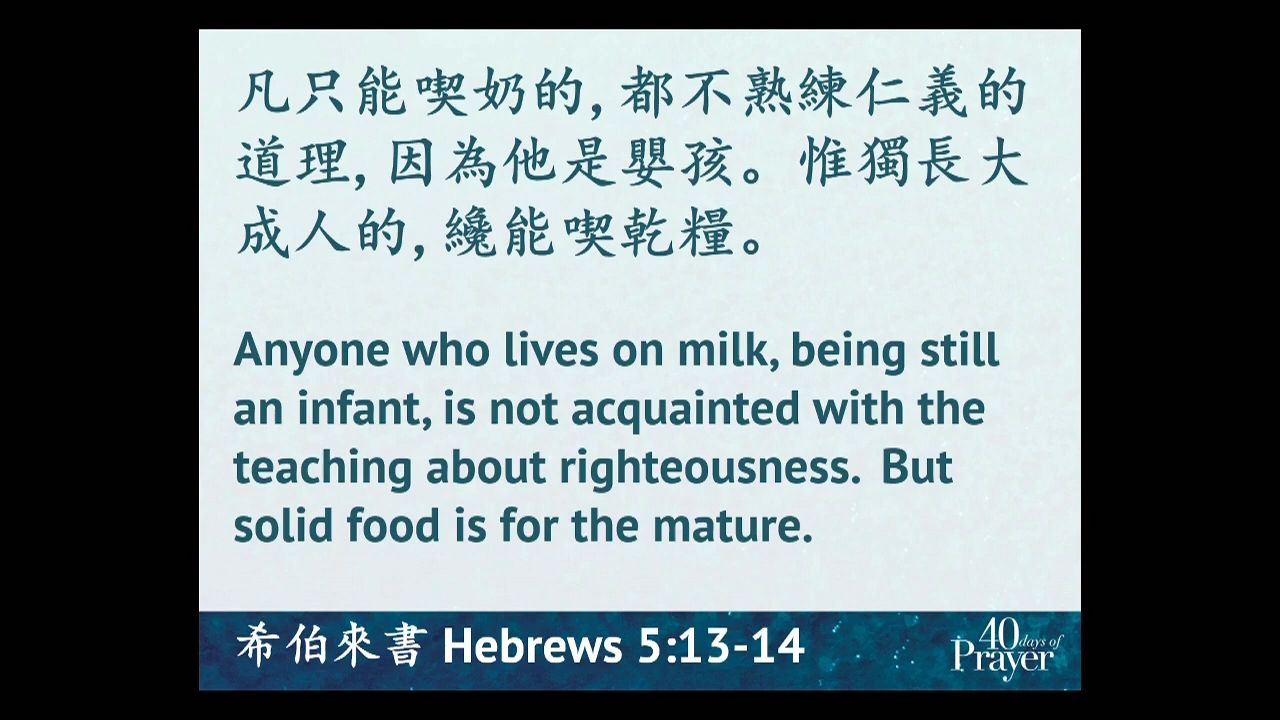 凡只能喫奶的, 都不熟練仁義的
道理, 因為他是嬰孩。惟獨長大
成人的, 纔能喫乾糧。
Anyone who lives on milk, being still
an infant, is not acquainted with the
teaching about righteousness. But
solid food is for the mature.
希伯來書 Hebrews 5:13-14
40 days of
Prayer